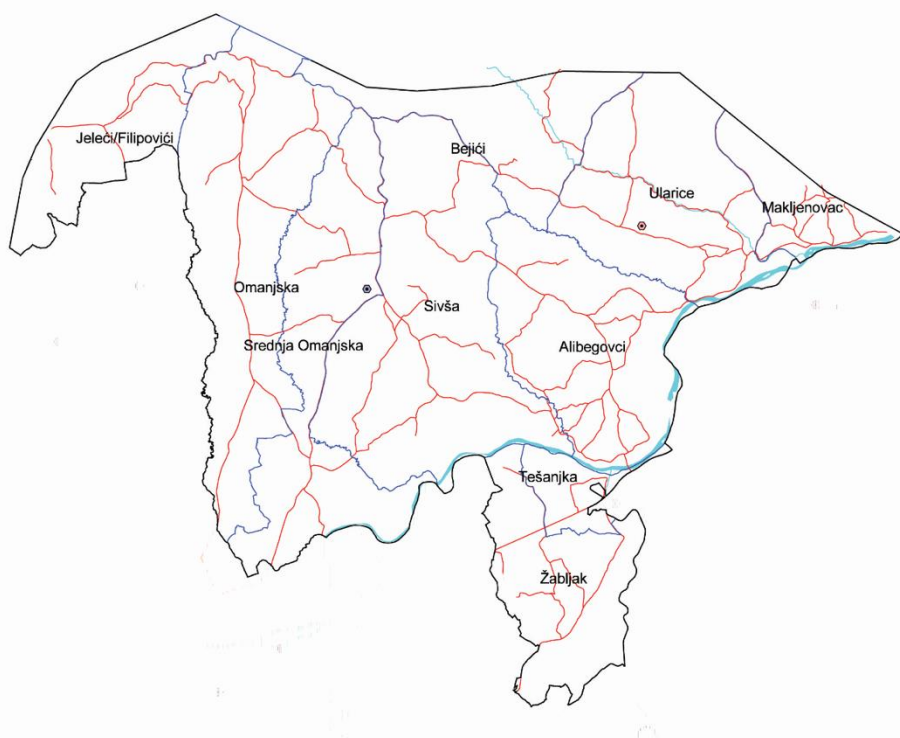 Jeleći/Filipovići
Bejići
Ularice
Makljenovac
Omanjska
Sivša
Srednja Omanjska
Alibegovci
Tešanjka
Žabljak